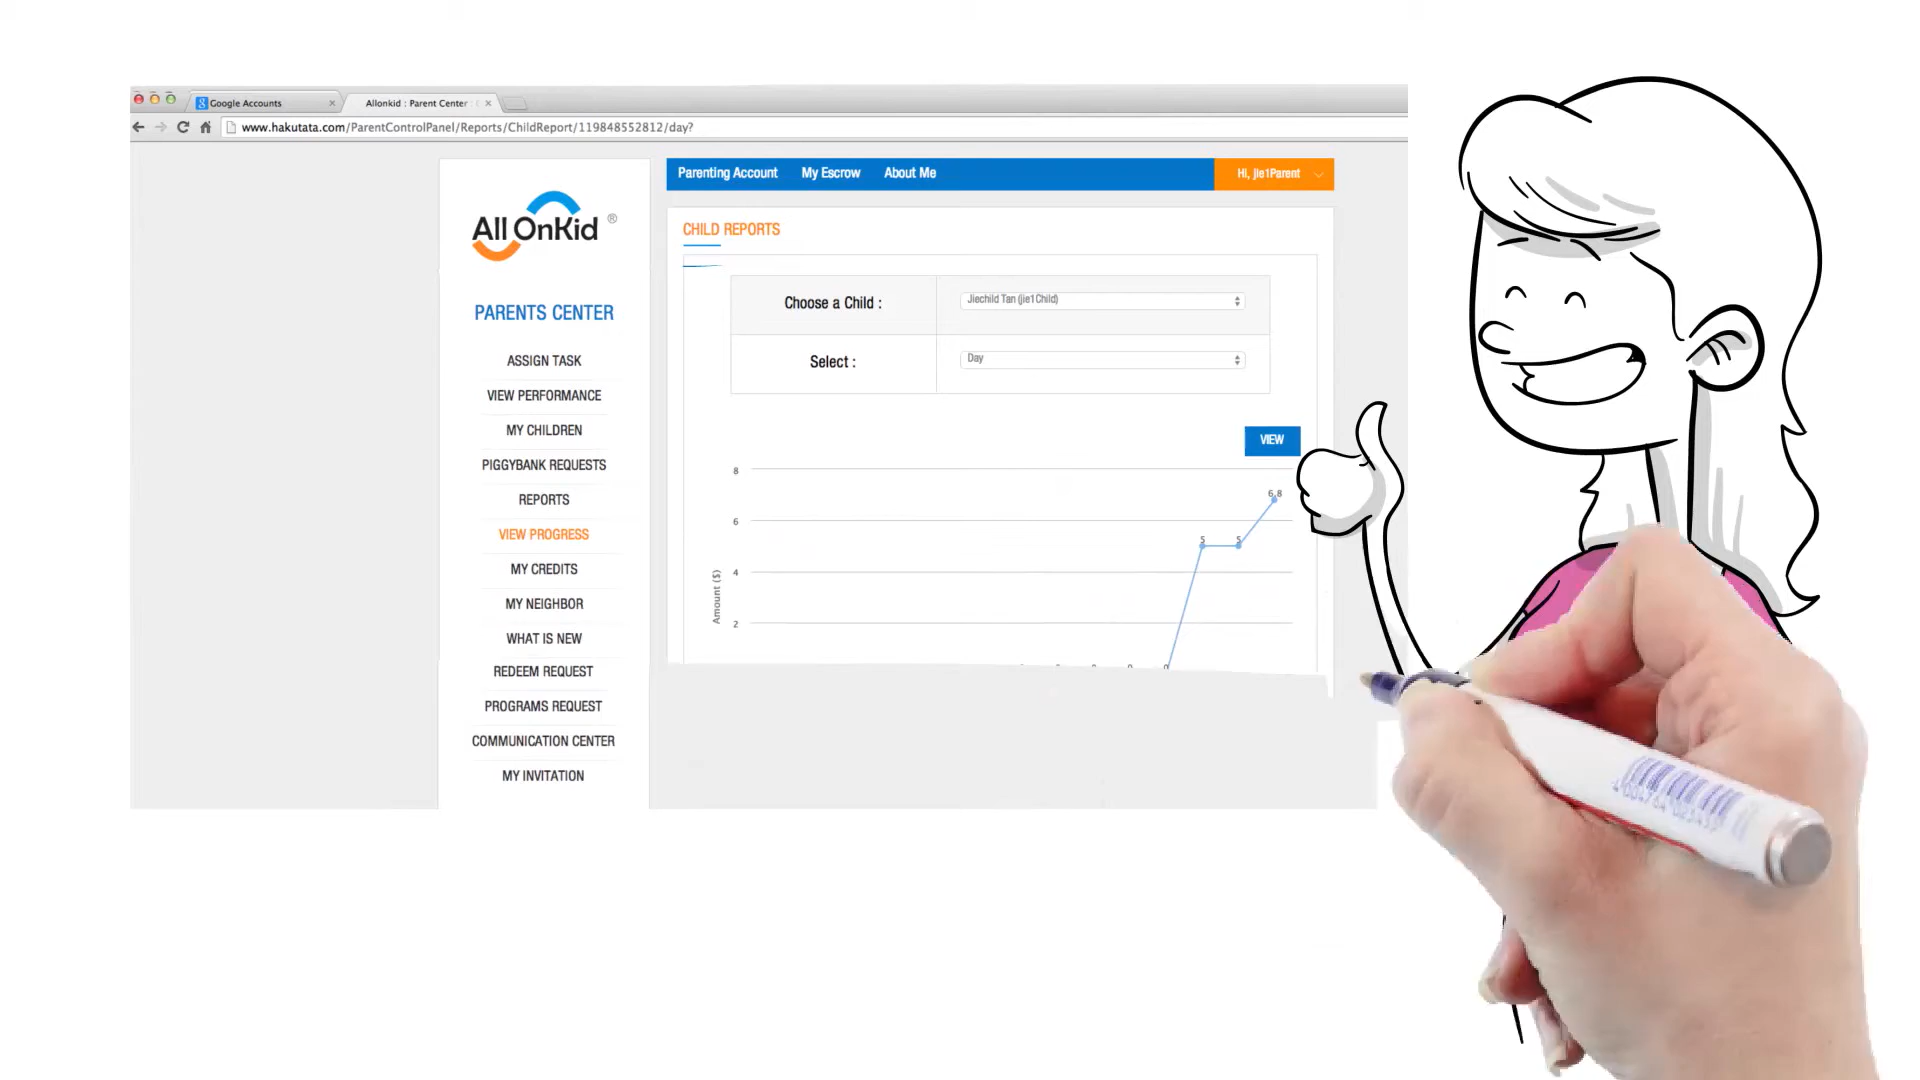 Google Accounts
Allonkid : Parent Center :
www.hakutata.com/ParentControlPanel/Reports/ChildReport/119848552812/day?
Parenting Account My Escrow About Me Hi, jie1Parent
All OnKid ®
PARENTS CENTER
ASSIGN TASK
VIEW PERFORMANCE
MY CHILDREN
PIGGYBANK REQUESTS
REPORTS
VIEW PROGRESS
MY CREDITS
MY NEIGHBOR
WHAT IS NEW
REDEEM REQUEST
PROGRAMS REQUEST
COMMUNICATION CENTER
MY INVITATION
CHILD REPORTS
Choose a Child : Jiechild Tan (jie1Child)
Select : Day
VIEW
8
6
4
2
Amount ($)
5
5
6.8